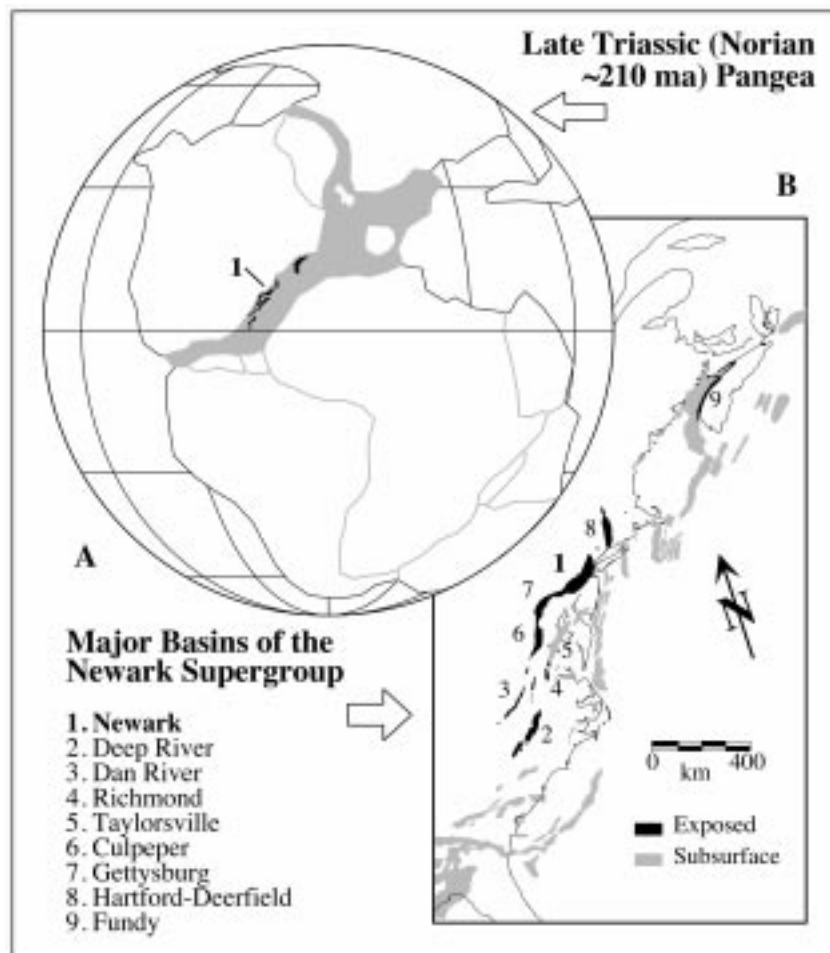 Late Triassic (Norian
~210 ma) Pangea
B
1
A
9
8
1
7
6
5
4
3
2
N
Major Basins of the
Newark Supergroup
1. Newark
2. Deep River
3. Dan River
4. Richmond
5. Taylorsville
6. Culpeper
7. Gettysburg
8. Hartford-Deerfield
9. Fundy
0 400
km
Exposed
Subsurface